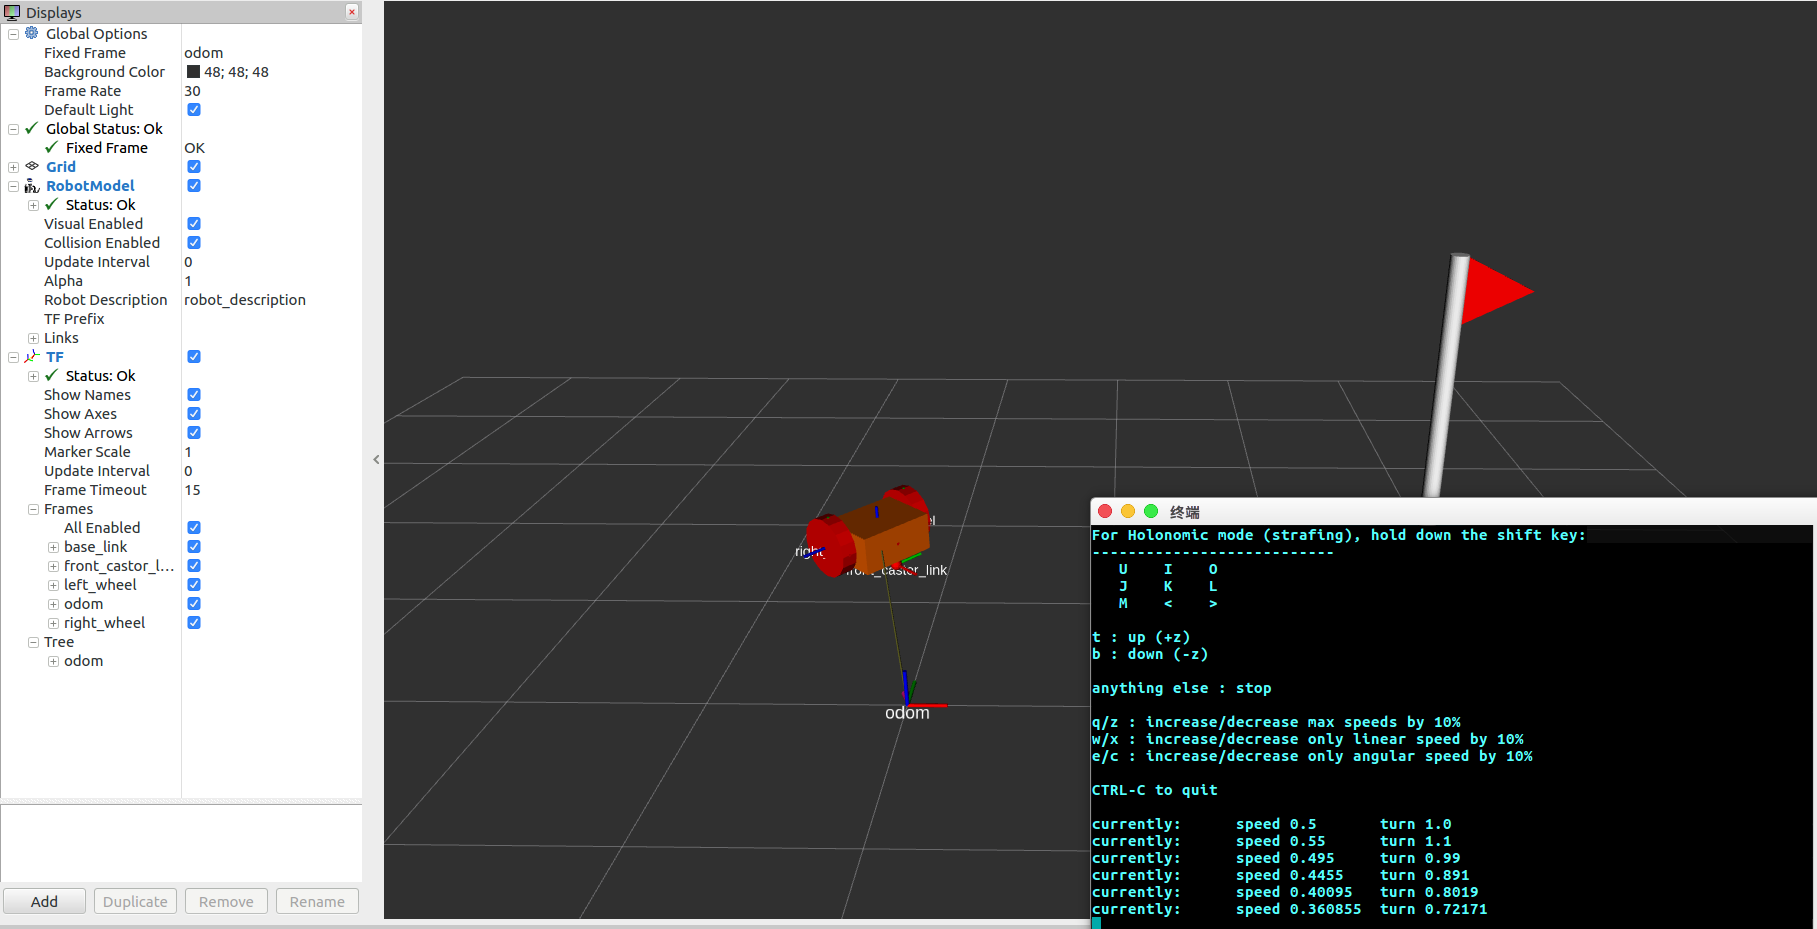 Displays
Global Options
Fixed Frame odom
Background Color 48; 48; 48
Frame Rate 30
Default Light
Global Status: Ok
Fixed Frame OK
Grid
RobotModel
Status: Ok
Visual Enabled
Collision Enabled
Update Interval 0
Alpha 1
Robot Description robot_description
TF Prefix
Links
TF
Status: Ok
Show Names
Show Axes
Show Arrows
Marker Scale 1
Update Interval 0
Frame Timeout 15
Frames
All Enabled
base_link
front_castor_l...
left_wheel
odom
right_wheel
Tree
odom
Add Duplicate Remove Rename
front_castor_link
odom
终端
For Holonomic mode (strafing), hold down the shift key:
---------------------------
U I O
J K L
M < >
t : up (+z)
b : down (-z)
anything else : stop
q/z : increase/decrease max speeds by 10%
w/x : increase/decrease only linear speed by 10%
e/c : increase/decrease only angular speed by 10%
CTRL-C to quit
currently: speed 0.5 turn 1.0
currently: speed 0.55 turn 1.1
currently: speed 0.495 turn 0.99
currently: speed 0.4455 turn 0.891
currently: speed 0.40095 turn 0.8019
currently: speed 0.360855 turn 0.72171